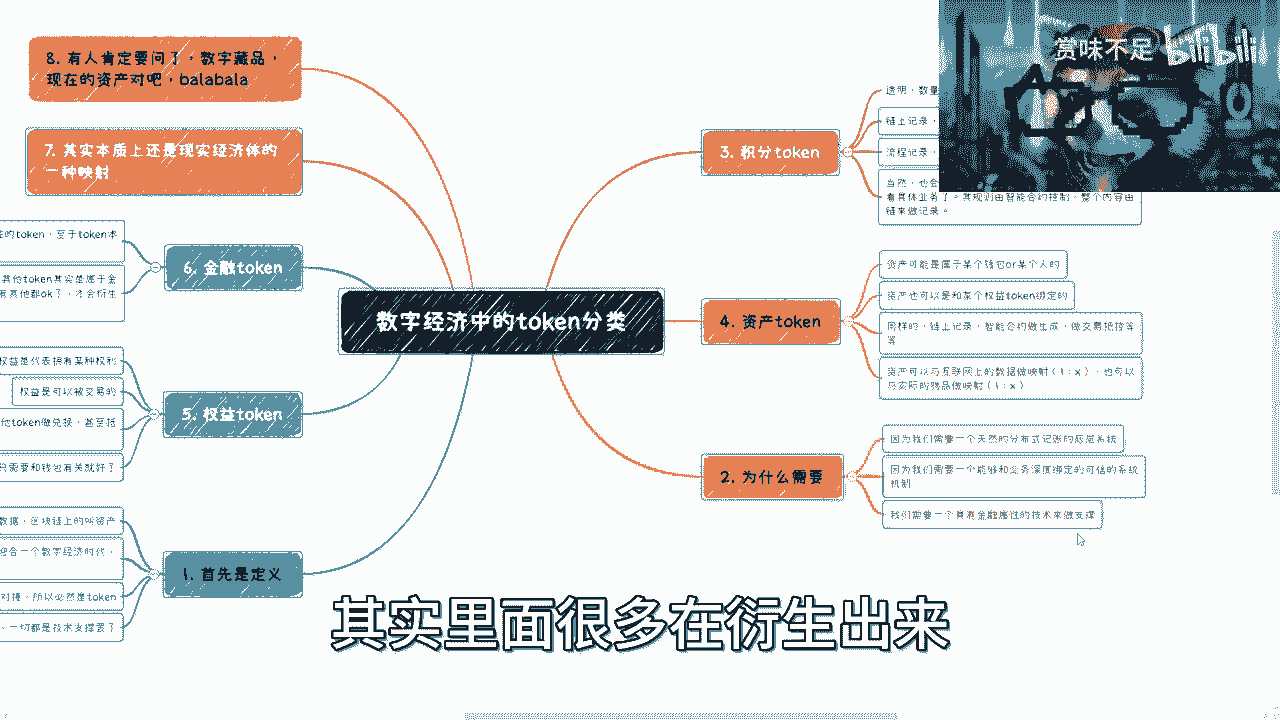 赏味不足 bilibili
8. 有人肯定要问了，数字藏品，
现在的资产对吧，balabala
7. 其实本质上还是现实经济体的
一种映射
性的token，至于token本
6. 金融token
其他token其实是属于金
有其他都ok了，才会衍生
权益是代表拥有某种权利
权益是可以被交易的
5. 权益token
他token做兑换，甚至抵
只需要和钱包有关就好了
数据，区块链上的叫资产
迎合一个数字经济时代，
1. 首先是定义
对接，所以必然是token
，一切都是技术支撑罢了
数字经济中的token分类
3. 积分token
透明，数量
链上记录，
流程记录，
当然，也会
有具体业务了。其规则由智能合约控制，整个内容由
链来做记录。
4. 资产token
资产可能是属于某个钱包or某个人的
资产也可以是和某个权益token绑定的
同样的，链上记录，智能合约做生成，做交易抵押等
等
资产可以与互联网上的数据做映射（1：x），也可以
与实际的物品做映射（1：x）
2. 为什么需要
因为我们需要一个天然的分布式记账的底层系统
因为我们需要一个能够和业务深度绑定的可信的系统
机制
我们需要一个具有金融属性的技术来做支撑
其实里面很多在衍生出来